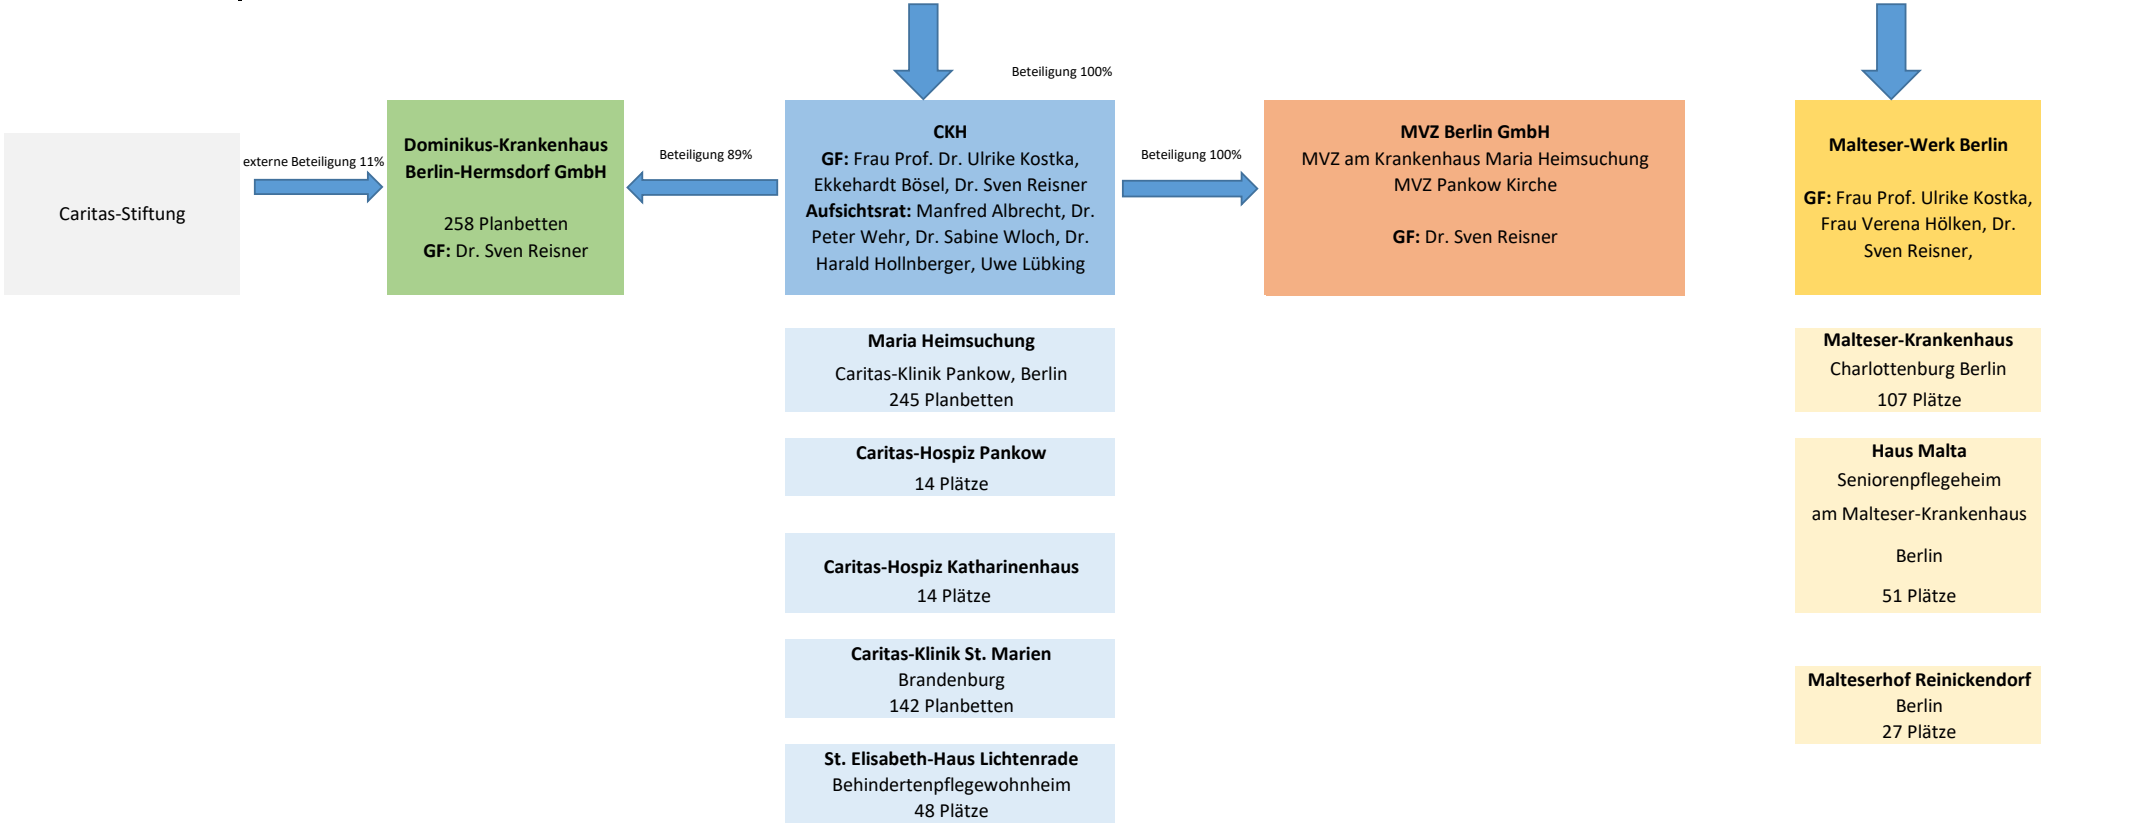 Beteiligung 100%
Caritas-Stiftung
externe Beteiligung 11%
Dominikus-Krankenhaus
Berlin-Hermsdorf GmbH
258 Planbetten
GF: Dr. Sven Reisner
Beteiligung 89%
CKH
GF: Frau Prof. Dr. Ulrike Kostka,
Ekkehardt Bösel, Dr. Sven Reisner
Aufsichtsrat: Manfred Albrecht, Dr.
Peter Wehr, Dr. Sabine Wloch, Dr.
Harald Hollnberger, Uwe Lübking
Beteiligung 100%
MVZ Berlin GmbH
MVZ am Krankenhaus Maria Heimsuchung
MVZ Pankow Kirche
GF: Dr. Sven Reisner
Malteser-Werk Berlin
GF: Frau Prof. Ulrike Kostka,
Frau Verena Hölken, Dr.
Sven Reisner,
Maria Heimsuchung
Caritas-Klinik Pankow, Berlin
245 Planbetten
Caritas-Hospiz Pankow
14 Plätze
Caritas-Hospiz Katharinenhaus
14 Plätze
Caritas-Klinik St. Marien
Brandenburg
142 Planbetten
St. Elisabeth-Haus Lichtenrade
Behindertenpflegewohnheim
48 Plätze
Malteser-Krankenhaus
Charlottenburg Berlin
107 Plätze
Haus Malta
Seniorenpflegeheim
am Malteser-Krankenhaus
Berlin
51 Plätze
Malteserhof Reinickendorf
Berlin
27 Plätze